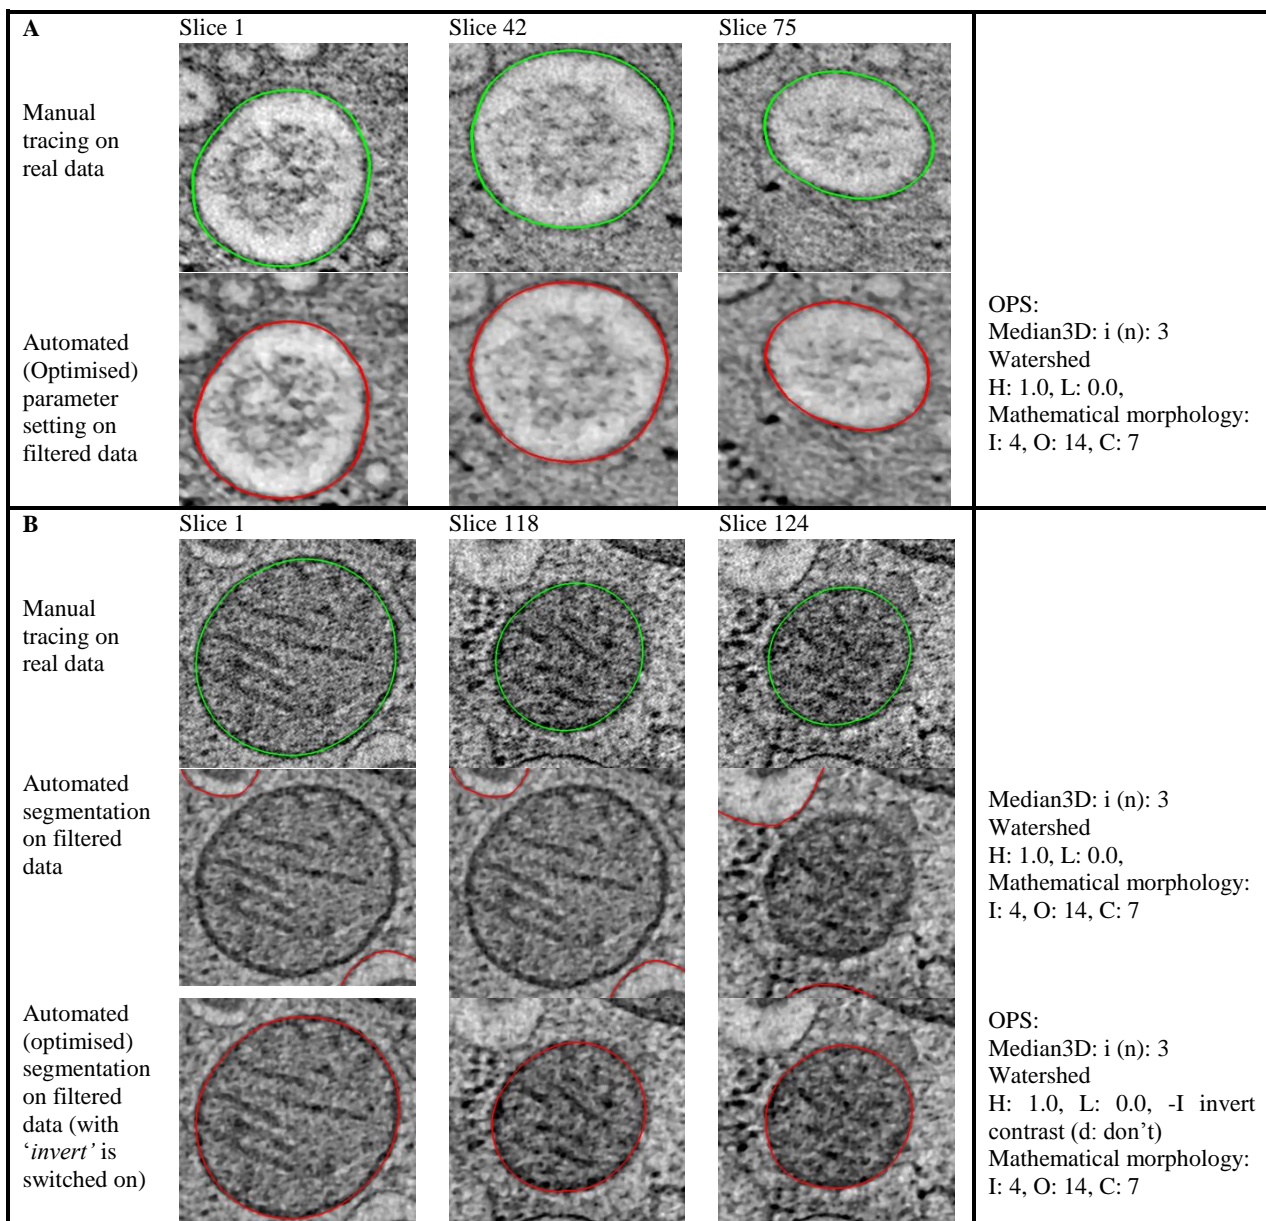 A
Slice 1
Slice 42
Slice 75
Manual
tracing on
real data
Automated
(Optimised)
parameter
setting on
filtered data
OPS:
Median3D: i (n): 3
Watershed
H: 1.0, L: 0.0,
Mathematical morphology:
I: 4, O: 14, C: 7
B
Slice 1
Slice 118
Slice 124
Manual
tracing on
real data
Automated
segmentation
on filtered
data
Median3D: i (n): 3
Watershed
H: 1.0, L: 0.0,
Mathematical morphology:
I: 4, O: 14, C: 7
Automated
(optimised)
segmentation
on filtered
data (with
‘invert’ is
switched on)
OPS:
Median3D: i (n): 3
Watershed
H: 1.0, L: 0.0, -I invert
contrast (d: don’t)
Mathematical morphology:
I: 4, O: 14, C: 7